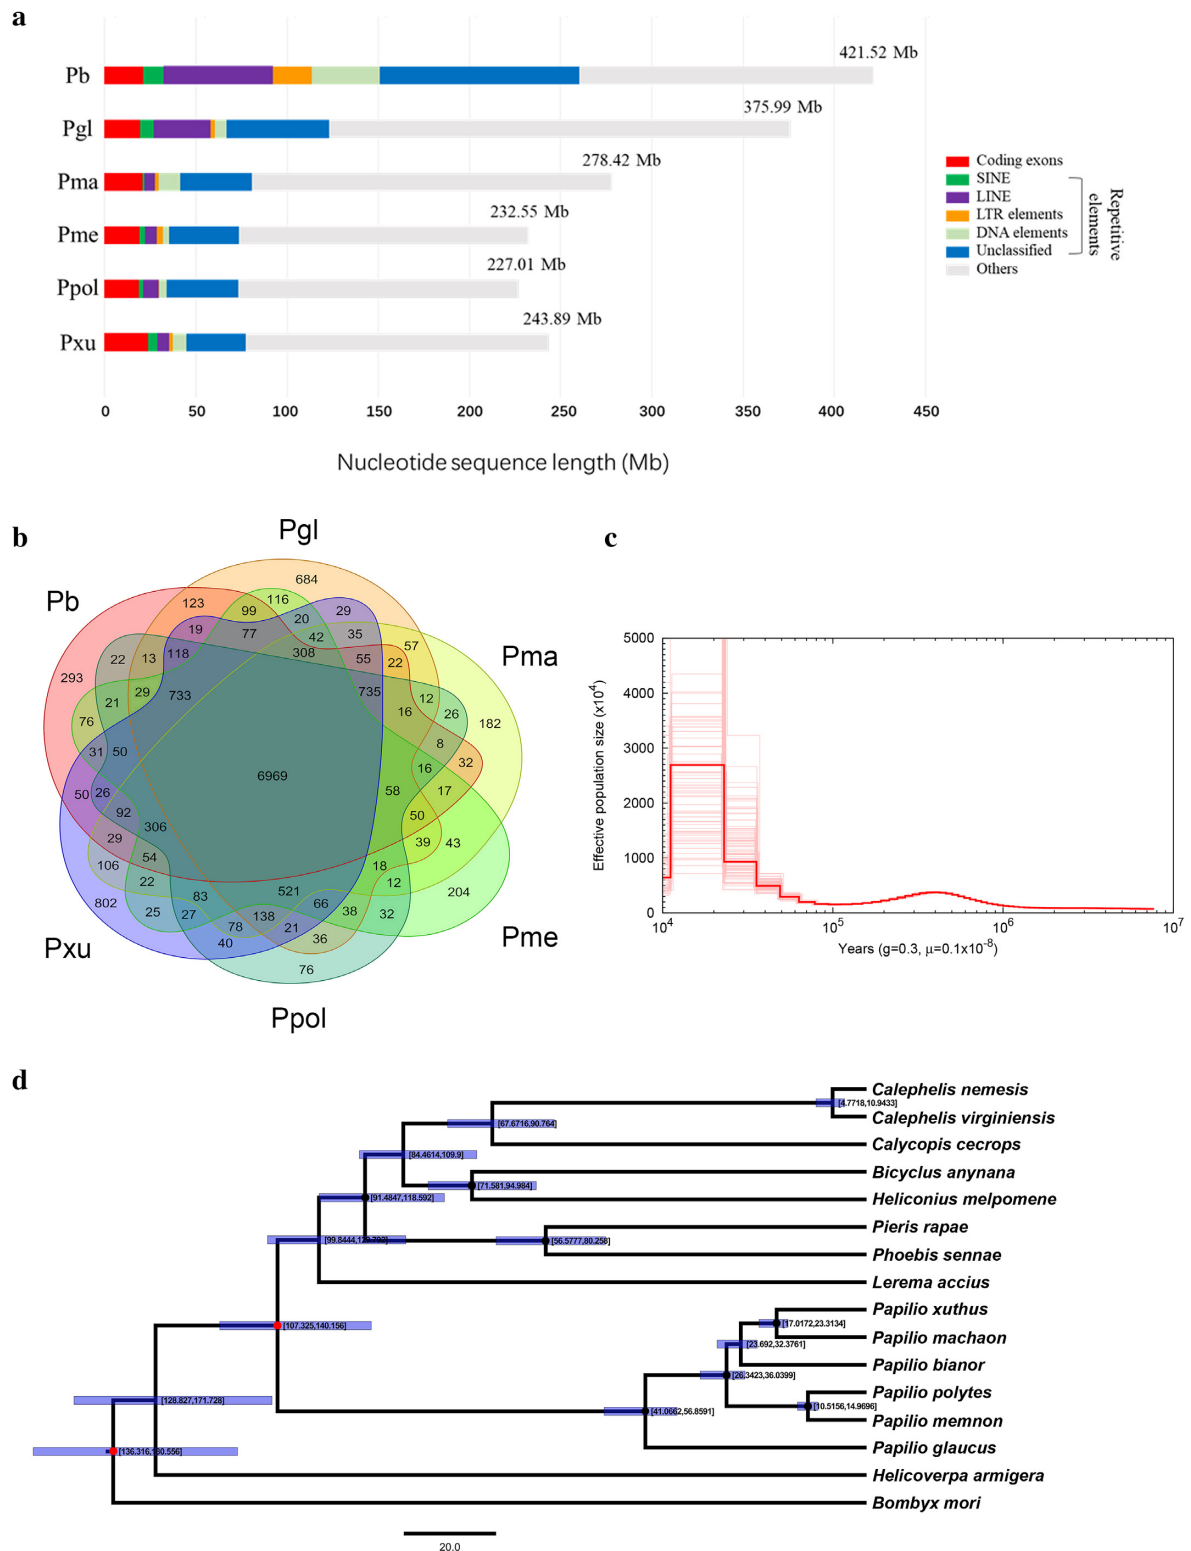 a
421.52 Mb
Pb
375.99 Mb
Pgl
278.42 Mb
Pma
232.55 Mb
Pme
227.01 Mb
Ppol
243.89 Mb
Pxu
0 50 100 150 200 250 300 350 400 450
Nucleotide sequence length (Mb)
Coding exons
SINE
LINE
LTR elements
DNA elements
Unclassified
Others
Repetitive
elements
b
Pgl
Pb
Pma
Pme
Ppol
Pxu
684
123 99 116 20 29
19 77 42 35 57
22 13 118 308 55 22
293 21 29 733 735 16 12 26 182
76 31 50 8 32
6969 16 17
50 26 92 58 50
29 306 39 43
106 54 18
22 83 521 12 204
802 25 27 138 66 38 32
78 21
40 36
76
c
5000
4000
3000
2000
1000
0
Effective population size (x10⁴)
10⁴ 10⁵ 10⁶ 10⁷
Years (g=0.3, μ=0.1x10⁻⁸)
d
Calephelis nemesis
[4.7718,10.9433]
Calephelis virginiensis
[67.6716,90.764]
Calycopis cecrops
[84.4614,109.9]
Bicyclus anynana
[71.581,94.984]
Heliconius melpomene
[91.4847,118.592]
Pieris rapae
[56.5777,80.258]
Phoebis sennae
Lerema accius
Papilio xuthus
[17.0172,23.3134]
[107.325,140.156]
Papilio machaon
[23.692,32.3761]
Papilio bianor
[26.3423,36.0399]
Papilio polytes
[128.827,171.728]
[10.5156,14.9696]
[41.0662,56.8591]
Papilio memnon
Papilio glaucus
Helicoverpa armigera
Bombyx mori
20.0